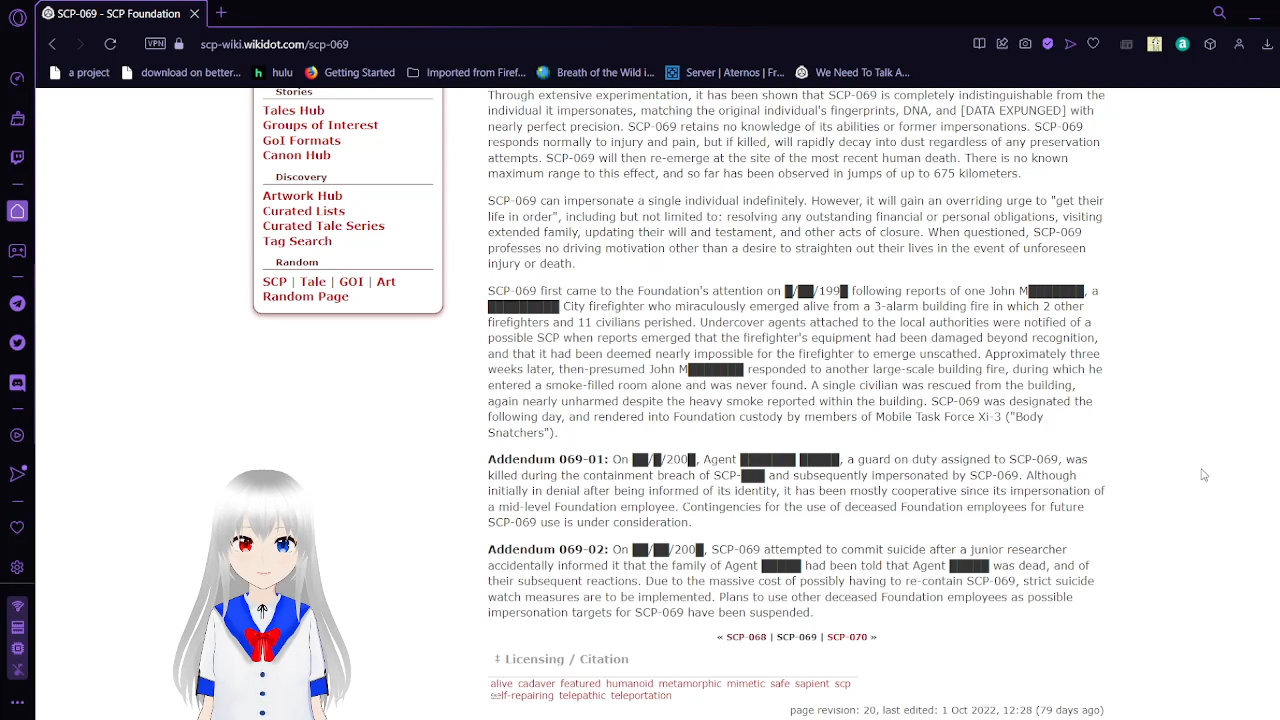 SCP-069 - SCP Foundation
VPN
scp-wiki.wikidot.com/scp-069
a project
download on better...
hulu
Getting Started
Imported from Firef...
Breath of the Wild i...
Server | Aternos | Fr...
We Need To Talk A...
Stories
Tales Hub
Groups of Interest
GoI Formats
Canon Hub
Discovery
Artwork Hub
Curated Lists
Curated Tale Series
Tag Search
Random
SCP | Tale | GOI | Art
Random Page
Through extensive experimentation, it has been shown that SCP-069 is completely indistinguishable from the
individual it impersonates, matching the original individual's fingerprints, DNA, and [DATA EXPUNGED] with
nearly perfect precision. SCP-069 retains no knowledge of its abilities or former impersonations. SCP-069
responds normally to injury and pain, but if killed, will rapidly decay into dust regardless of any preservation
attempts. SCP-069 will then re-emerge at the site of the most recent human death. There is no known
maximum range to this effect, and so far has been observed in jumps of up to 675 kilometers.
SCP-069 can impersonate a single individual indefinitely. However, it will gain an overriding urge to "get their
life in order", including but not limited to: resolving any outstanding financial or personal obligations, visiting
extended family, updating their will and testament, and other acts of closure. When questioned, SCP-069
professes no driving motivation other than a desire to straighten out their lives in the event of unforeseen
injury or death.
SCP-069 first came to the Foundation's attention on █/██/199█ following reports of one John M███████, a
█████████ City firefighter who miraculously emerged alive from a 3-alarm building fire in which 2 other
firefighters and 11 civilians perished. Undercover agents attached to the local authorities were notified of a
possible SCP when reports emerged that the firefighter's equipment had been damaged beyond recognition,
and that it had been deemed nearly impossible for the firefighter to emerge unscathed. Approximately three
weeks later, then-presumed John M███████ responded to another large-scale building fire, during which he
entered a smoke-filled room alone and was never found. A single civilian was rescued from the building,
again nearly unharmed despite the heavy smoke reported within the building. SCP-069 was designated the
following day, and rendered into Foundation custody by members of Mobile Task Force Xi-3 ("Body
Snatchers").
Addendum 069-01: On ██/█/200█, Agent ███████ █████, a guard on duty assigned to SCP-069, was
killed during the containment breach of SCP-███ and subsequently impersonated by SCP-069. Although
initially in denial after being informed of its identity, it has been mostly cooperative since its impersonation of
a mid-level Foundation employee. Contingencies for the use of deceased Foundation employees for future
SCP-069 use is under consideration.
Addendum 069-02: On ██/██/200█, SCP-069 attempted to commit suicide after a junior researcher
accidentally informed it that the family of Agent █████ had been told that Agent █████ was dead, and of
their subsequent reactions. Due to the massive cost of possibly having to re-contain SCP-069, strict suicide
watch measures are to be implemented. Plans to use other deceased Foundation employees as possible
impersonation targets for SCP-069 have been suspended.
« SCP-068 | SCP-069 | SCP-070 »
‡ Licensing / Citation
alive cadaver featured humanoid metamorphic mimetic safe sapient scp
self-repairing telepathic teleportation
page revision: 20, last edited: 1 Oct 2022, 12:28 (79 days ago)